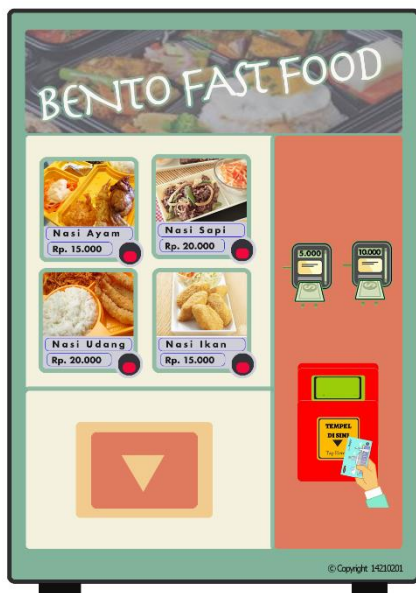 BENTO FAST FOOD
Nasi Ayam
Rp. 15.000
Nasi Sapi
Rp. 20.000
Nasi Udang
Rp. 20.000
Nasi Ikan
Rp. 15.000
5.000
10.000
TEMPEL
DI SINI
© Copyright 14210201